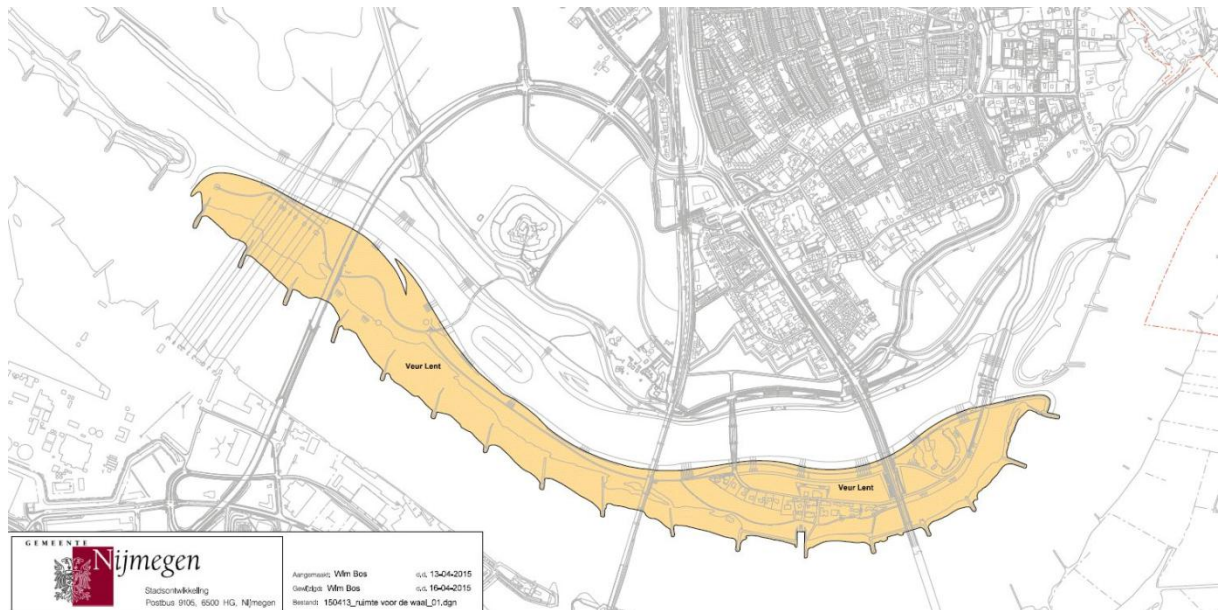 Veur Lent
Veur Lent
GEMEENTE
Nijmegen
Stadsontwikkeling
Postbus 9105, 6500 HG, Nijmegen
Aangemaakt: Wim Bos d.d. 13-04-2015
Gewijzigd: Wim Bos d.d. 16-04-2015
Bestand: 150413_ruimte voor de waal_01.dgn